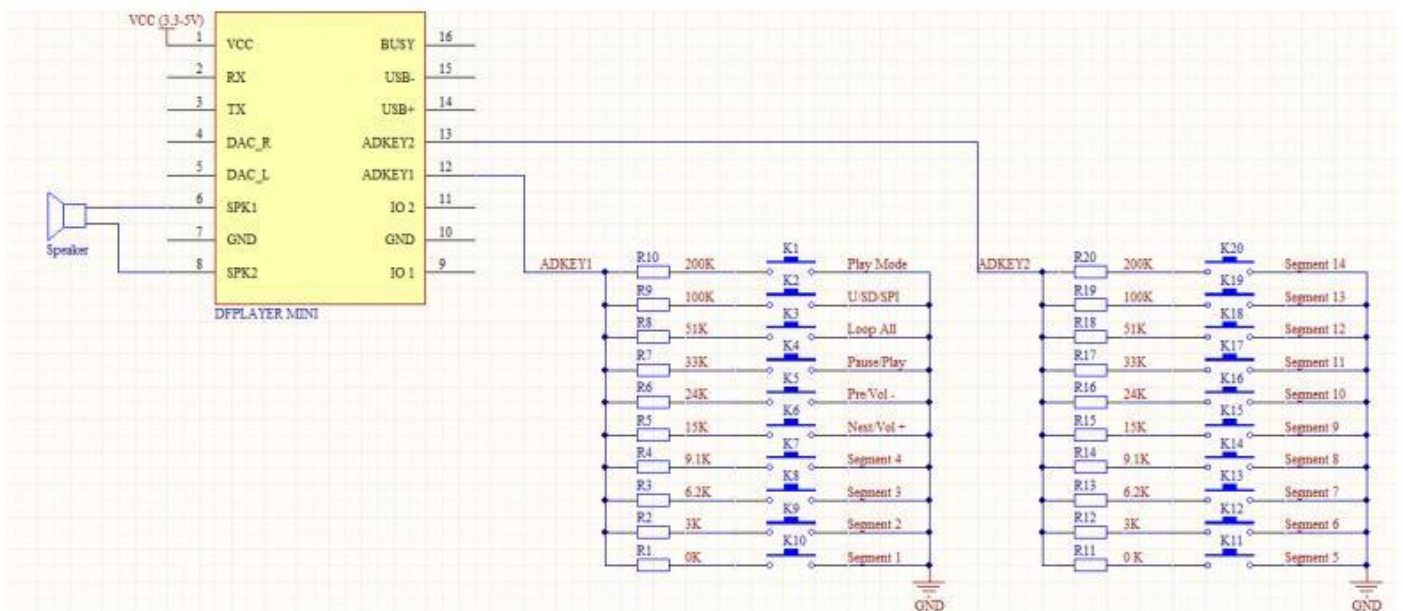 VCC (3.3-5V)
1 VCC BUSY 16
2 RX USB- 15
3 TX USB+ 14
4 DAC_R ADKEY2 13
5 DAC_L ADKEY1 12
6 SPK1 IO 2 11
7 GND GND 10
8 SPK2 IO 1 9
Speaker
DFPLAYER MINI
ADKEY1
R10 200K K1 Play Mode
R9 100K K2 U/SD/SPI
R8 51K K3 Loop All
R7 33K K4 Pause/Play
R6 24K K5 Pre/Vol -
R5 15K K6 Next/Vol +
R4 9.1K K7 Segment 4
R3 6.2K K8 Segment 3
R2 3K K9 Segment 2
R1 0K K10 Segment 1
GND
ADKEY2
R20 200K K20 Segment 14
R19 100K K19 Segment 13
R18 51K K18 Segment 12
R17 33K K17 Segment 11
R16 24K K16 Segment 10
R15 15K K15 Segment 9
R14 9.1K K14 Segment 8
R13 6.2K K13 Segment 7
R12 3K K12 Segment 6
R11 0 K K11 Segment 5
GND